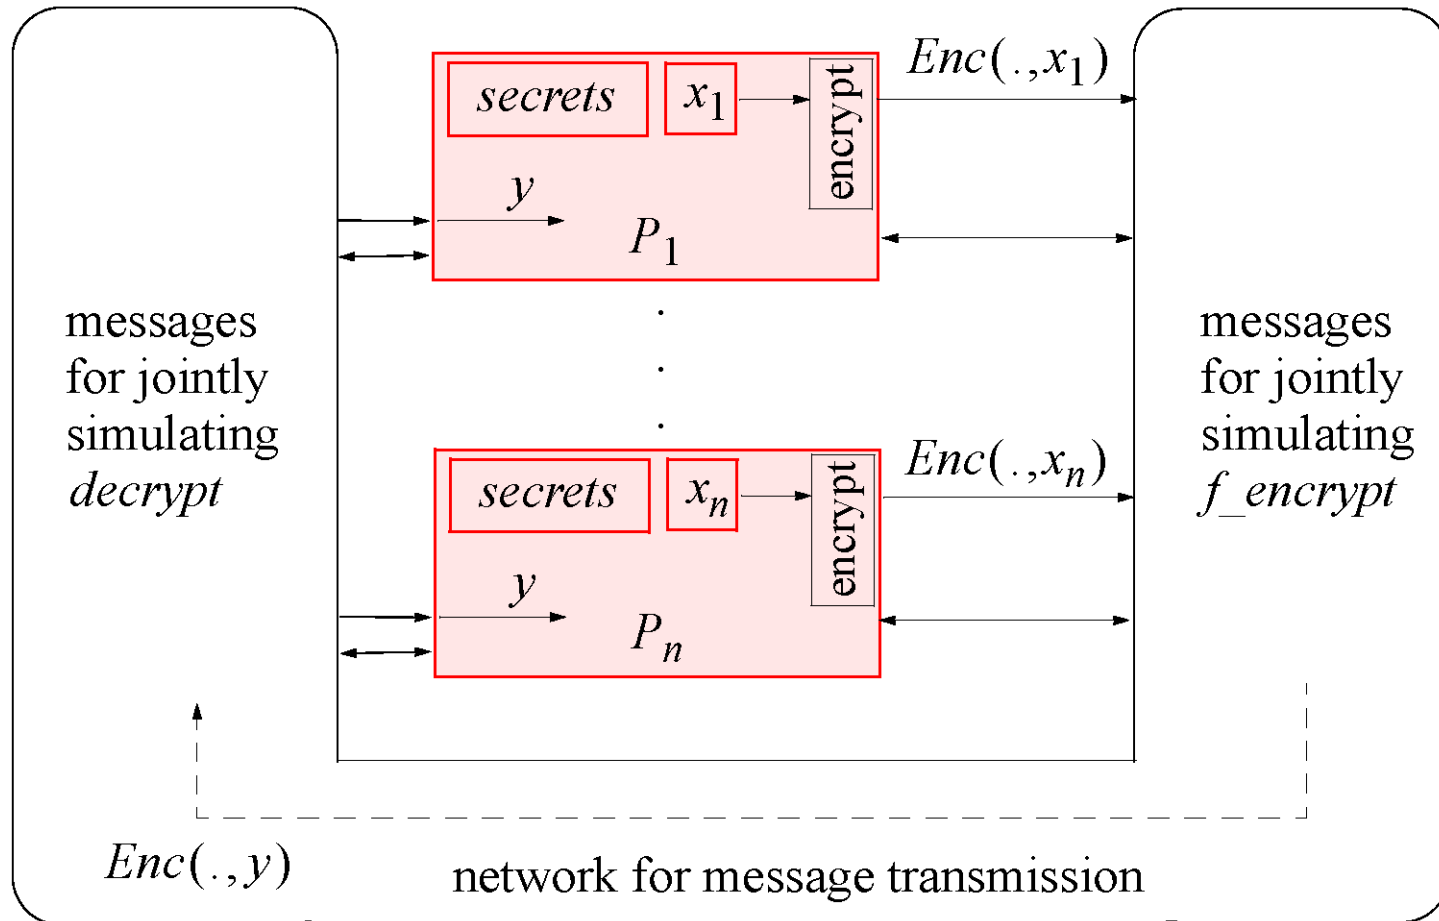 Enc(.,x1)
secrets
x1
encrypt
y
P1
messages
for jointly
simulating
decrypt
.
.
.
messages
for jointly
simulating
f_encrypt
Enc(.,xn)
secrets
xn
encrypt
y
Pn
Enc(.,y)
network for message transmission